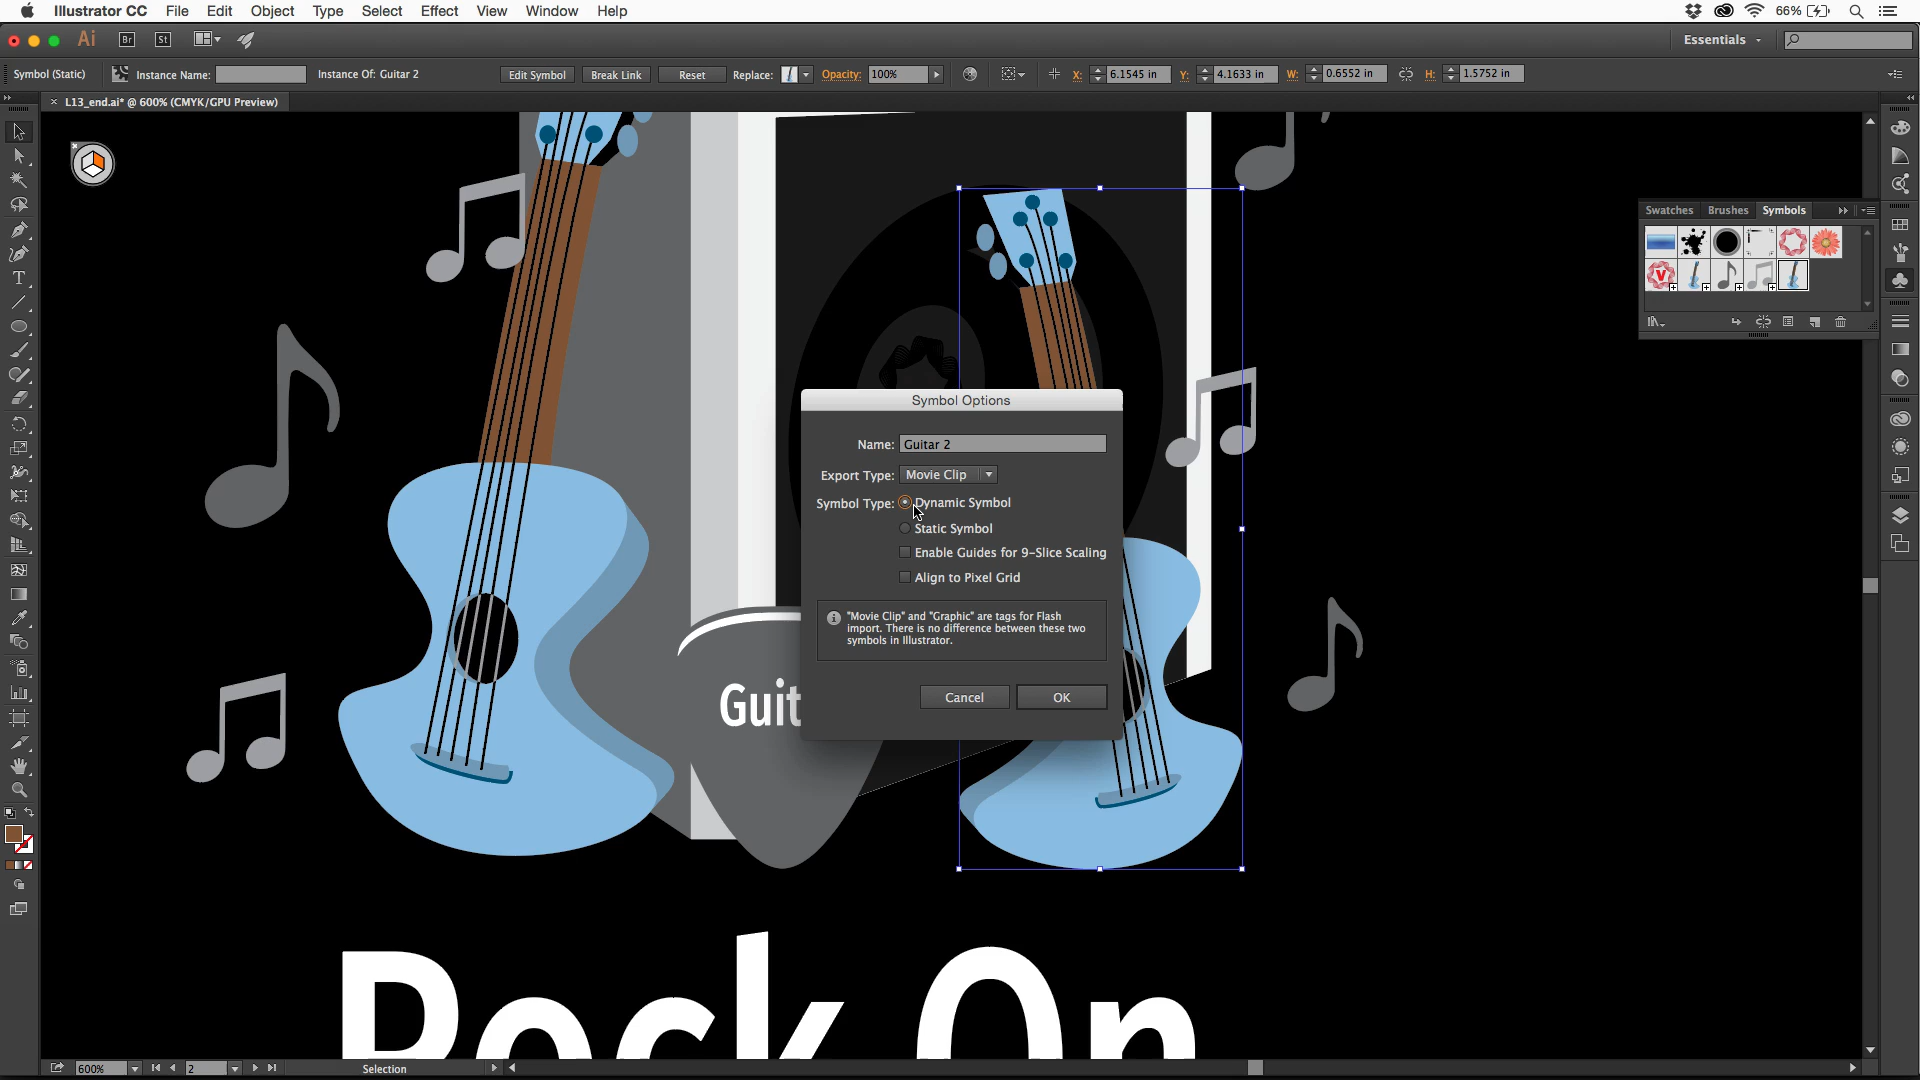 Illustrator CC File Edit Object Type Select Effect View Window Help 66%
Ai Br St Essentials
Symbol (Static) Instance Name: Instance Of: Guitar 2 Edit Symbol Break Link Reset Replace: Opacity: 100% X: 6.1545 in Y: 4.1633 in W: 0.6552 in H: 1.5752 in
× L13_end.ai* @ 600% (CMYK/GPU Preview)
Swatches Brushes Symbols
V
Symbol Options
Name: Guitar 2
Export Type: Movie Clip
Symbol Type: Dynamic Symbol
Static Symbol
Enable Guides for 9-Slice Scaling
Align to Pixel Grid
"Movie Clip" and "Graphic" are tags for Flash
import. There is no difference between these two
symbols in Illustrator.
Cancel OK
Guit
Rock On
600% 2 Selection